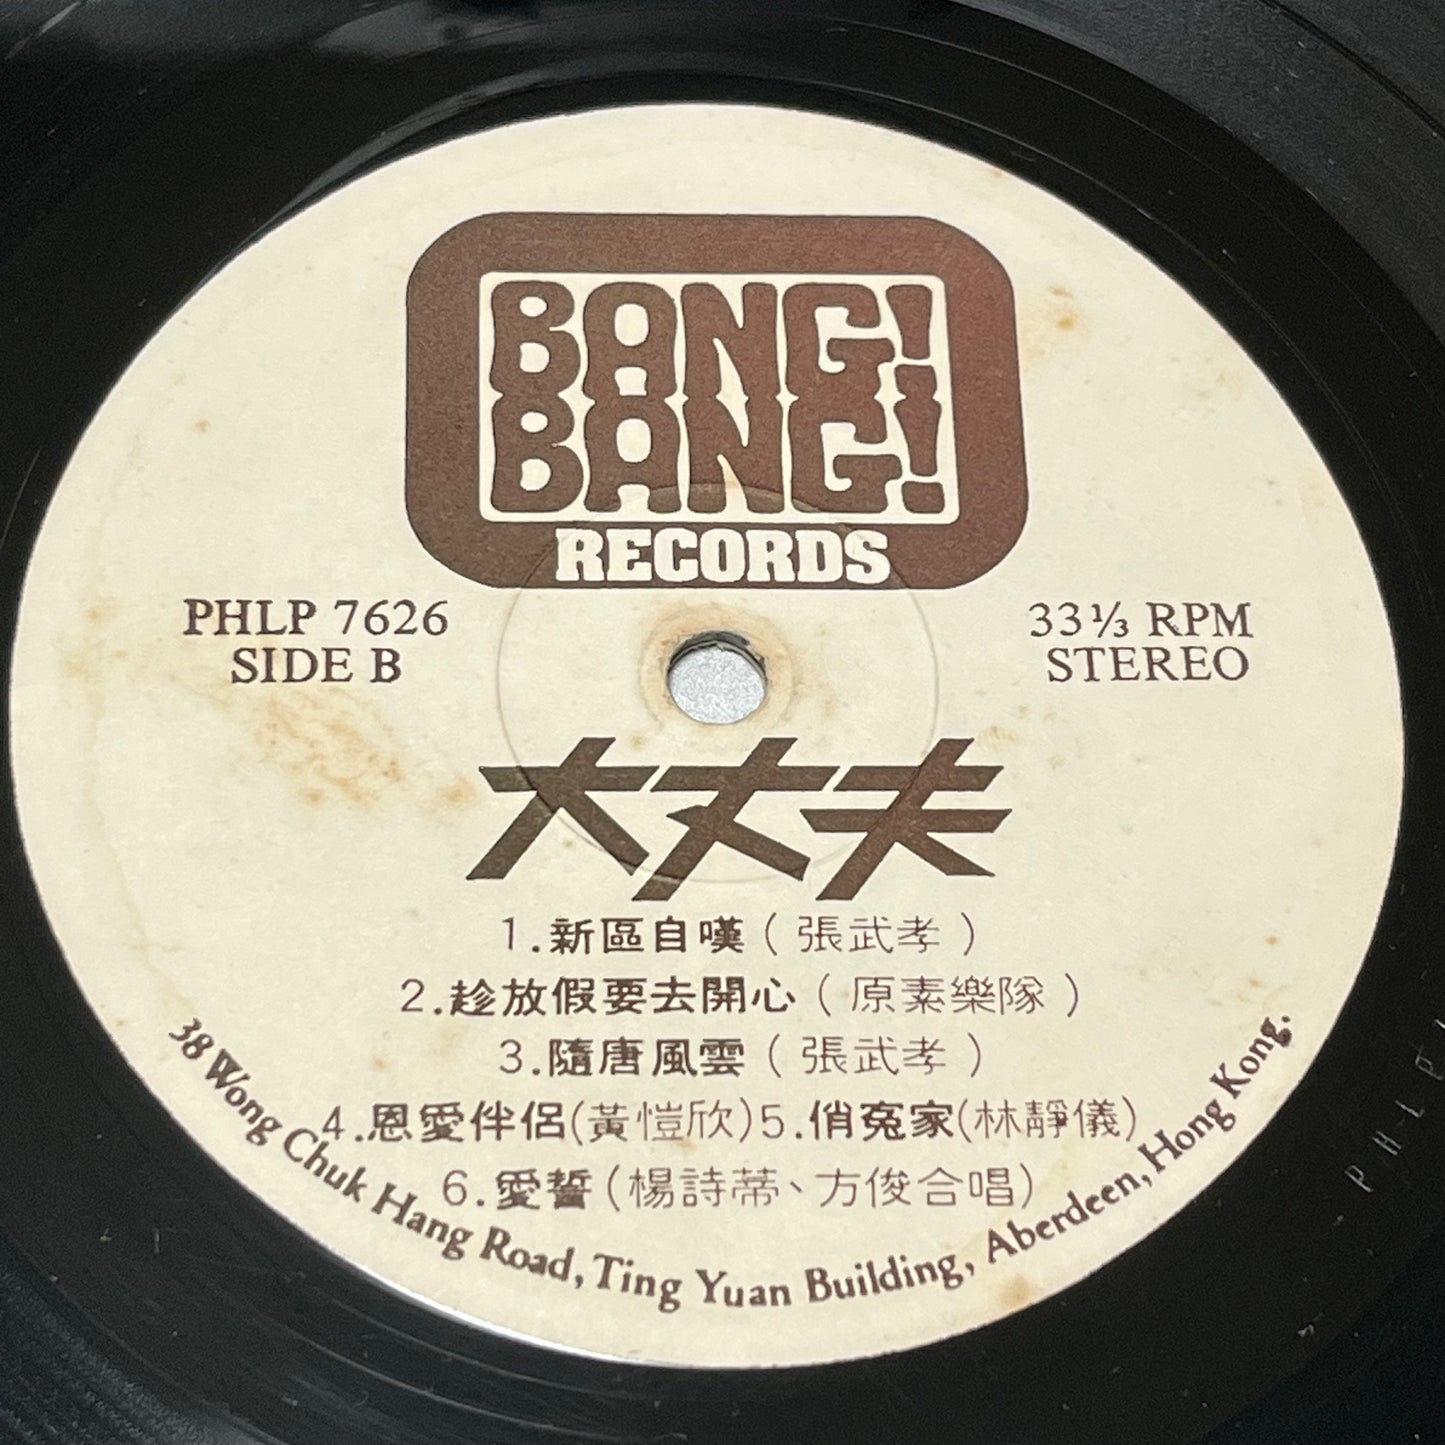 BANG!
BANG!
RECORDS
PHLP 7626
SIDE B
33⅓ RPM
STEREO
大丈夫
1.新區自嘆(張武孝)
2.趁放假要去開心(原素樂隊)
3.隋唐風雲(張武孝)
4.恩愛伴侶(黃愷欣)5.俏冤家(林靜儀)
6.愛誓(楊詩蒂、方俊合唱)
38 Wong Chuk Hang Road, Ting Yuan Building, Aberdeen, Hong Kong.